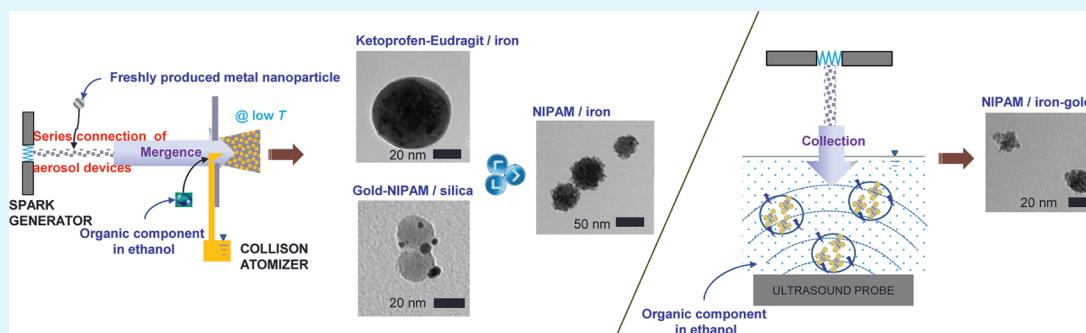 Ketoprofen-Eudragit / iron
Freshly produced metal nanoparticle
@ low T
Series connection of
Mergence
aerosol devices
20 nm
SPARK
GENERATOR
Organic component
in ethanol
COLLISON
ATOMIZER
Gold-NIPAM / silica
20 nm
NIPAM / iron
50 nm
Collection
ULTRASOUND PROBE
Organic component
in ethanol
NIPAM / iron-gold
20 nm